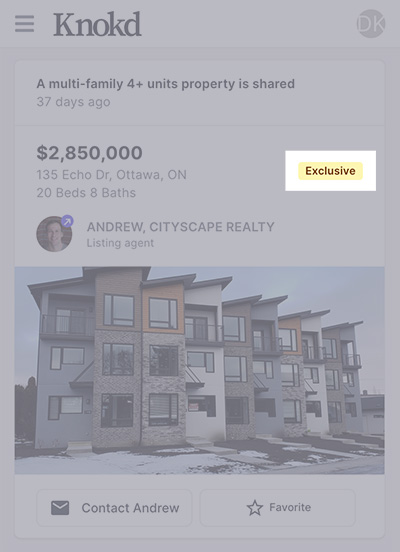 Knokd
DK
A multi-family 4+ units property is shared
37 days ago
$2,850,000
135 Echo Dr, Ottawa, ON
20 Beds 8 Baths
Exclusive
ANDREW, CITYSCAPE REALTY
Listing agent
Contact Andrew
Favorite